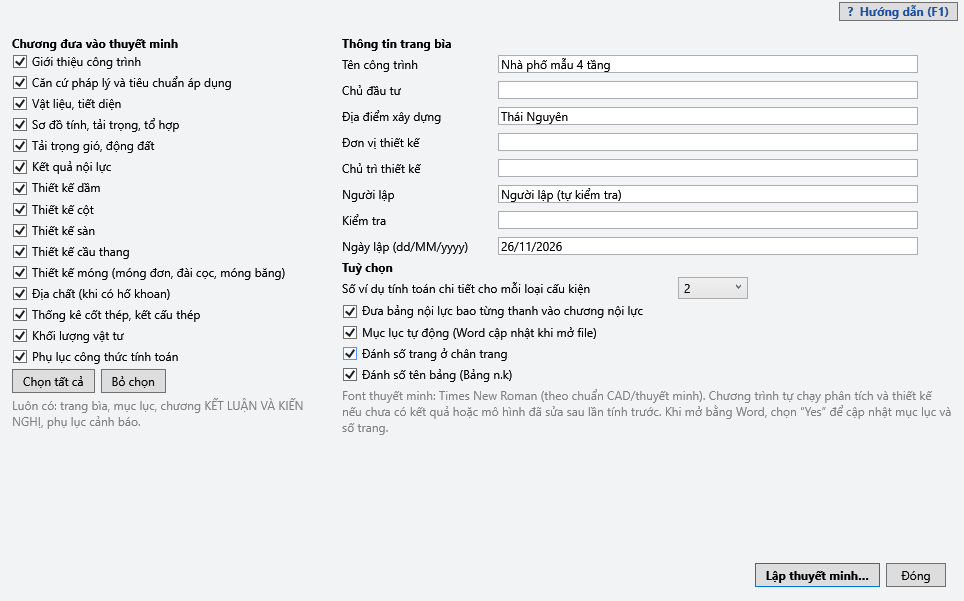 ? Hướng dẫn (F1)
Chương đưa vào thuyết minh
Giới thiệu công trình
Căn cứ pháp lý và tiêu chuẩn áp dụng
Vật liệu, tiết diện
Sơ đồ tính, tải trọng, tổ hợp
Tải trọng gió, động đất
Kết quả nội lực
Thiết kế dầm
Thiết kế cột
Thiết kế sàn
Thiết kế cầu thang
Thiết kế móng (móng đơn, đài cọc, móng băng)
Địa chất (khi có hố khoan)
Thống kê cốt thép, kết cấu thép
Khối lượng vật tư
Phụ lục công thức tính toán
Chọn tất cả
Bỏ chọn
Luôn có: trang bìa, mục lục, chương KẾT LUẬN VÀ KIẾN
NGHỊ, phụ lục cảnh báo.
Thông tin trang bìa
Tên công trình
Nhà phố mẫu 4 tầng
Chủ đầu tư
Địa điểm xây dựng
Thái Nguyên
Đơn vị thiết kế
Chủ trì thiết kế
Người lập
Người lập (tự kiểm tra)
Kiểm tra
Ngày lập (dd/MM/yyyy)
26/11/2026
Tuỳ chọn
Số ví dụ tính toán chi tiết cho mỗi loại cấu kiện
2
Đưa bảng nội lực bao từng thanh vào chương nội lực
Mục lục tự động (Word cập nhật khi mở file)
Đánh số trang ở chân trang
Đánh số tên bảng (Bảng n.k)
Font thuyết minh: Times New Roman (theo chuẩn CAD/thuyết minh). Chương trình tự chạy phân tích và thiết kế
nếu chưa có kết quả hoặc mô hình đã sửa sau lần tính trước. Khi mở bằng Word, chọn “Yes” để cập nhật mục lục và
số trang.
Lập thuyết minh...
Đóng